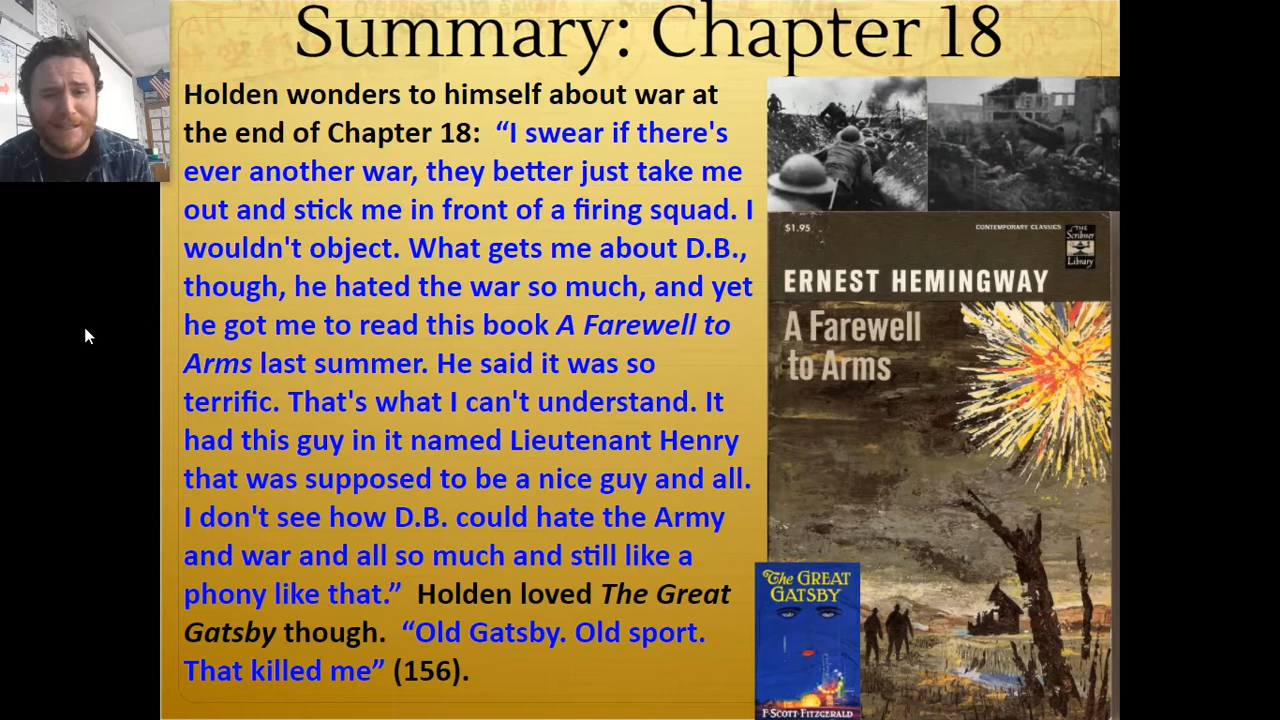 Summary: Chapter 18
Holden wonders to himself about war at
the end of Chapter 18: “I swear if there's
ever another war, they better just take me
out and stick me in front of a firing squad. I
wouldn't object. What gets me about D.B.,
though, he hated the war so much, and yet
he got me to read this book A Farewell to
Arms last summer. He said it was so
terrific. That's what I can't understand. It
had this guy in it named Lieutenant Henry
that was supposed to be a nice guy and all.
I don't see how D.B. could hate the Army
and war and all so much and still like a
phony like that.” Holden loved The Great
Gatsby though. “Old Gatsby. Old sport.
That killed me” (156).
$1.95
CONTEMPORARY CLASSICS
THE
Scribner
Library
ERNEST HEMINGWAY
A Farewell
to Arms
The GREAT
GATSBY
F·SCOTT·FITZGERALD